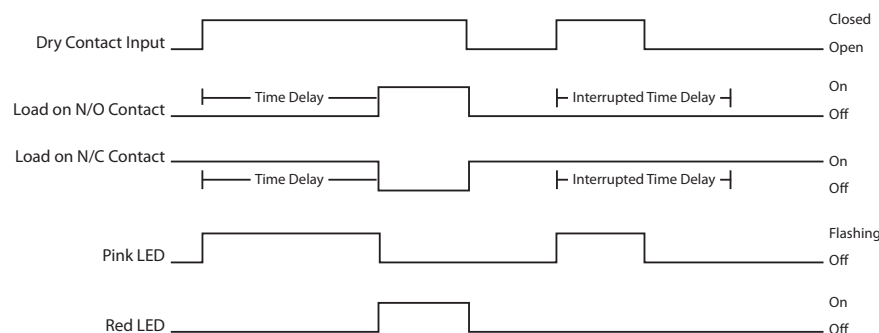 Closed
Dry Contact Input
Open
On
Time Delay
Interrupted Time Delay
Load on N/O Contact
Off
Load on N/C Contact
On
Time Delay
Interrupted Time Delay
Off
Flashing
Pink LED
Off
On
Red LED
Off